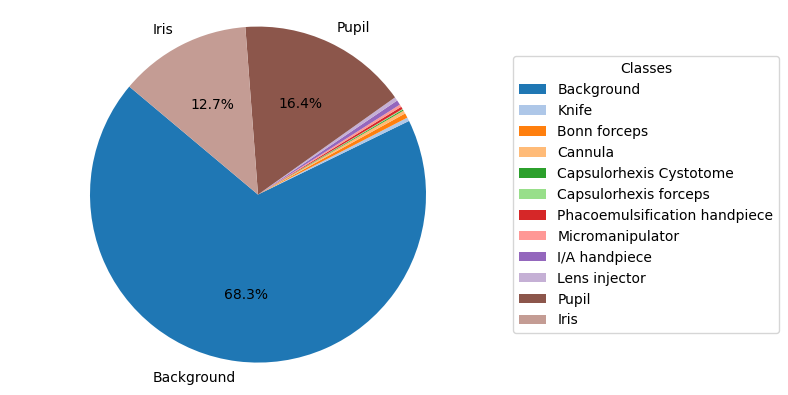 Iris
Pupil
12.7%
16.4%
68.3%
Background
Classes
Background
Knife
Bonn forceps
Cannula
Capsulorhexis Cystotome
Capsulorhexis forceps
Phacoemulsification handpiece
Micromanipulator
I/A handpiece
Lens injector
Pupil
Iris